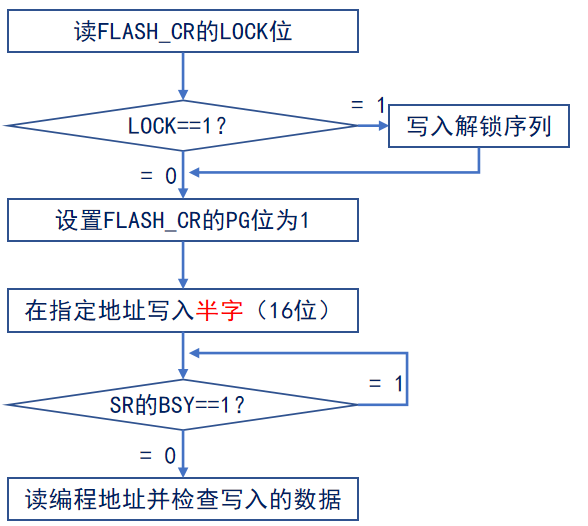 读FLASH_CR的LOCK位
LOCK==1?
= 1
写入解锁序列
= 0
设置FLASH_CR的PG位为1
在指定地址写入半字（16位）
SR的BSY==1?
= 1
= 0
读编程地址并检查写入的数据